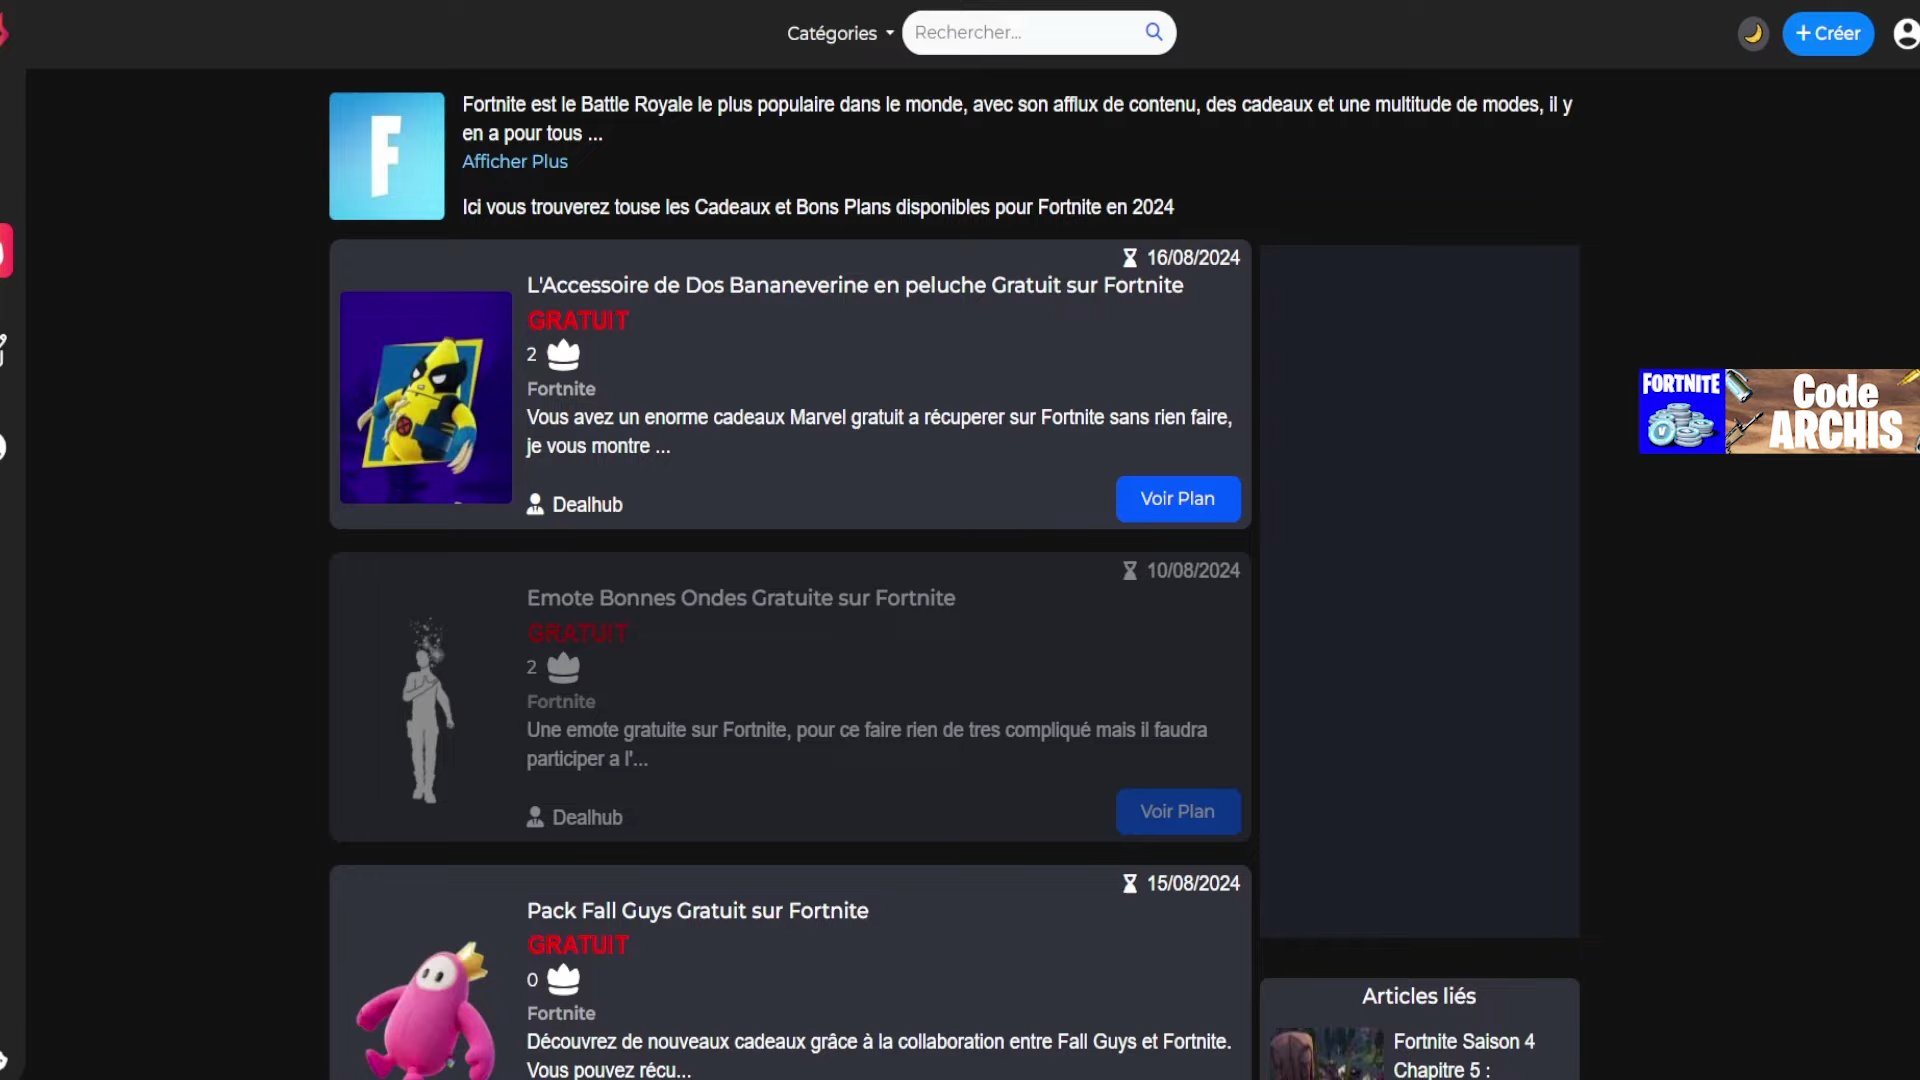 Catégories
Rechercher...
Créer
F
Fortnite est le Battle Royale le plus populaire dans le monde, avec son afflux de contenu, des cadeaux et une multitude de modes, il y
en a pour tous ...
Afficher Plus
Ici vous trouverez touse les Cadeaux et Bons Plans disponibles pour Fortnite en 2024
16/08/2024
L'Accessoire de Dos Bananeverine en peluche Gratuit sur Fortnite
GRATUIT
2
Fortnite
Vous avez un enorme cadeaux Marvel gratuit a récuperer sur Fortnite sans rien faire,
je vous montre ...
Dealhub
Voir Plan
FORTNITE
Code
ARCHIS
10/08/2024
Emote Bonnes Ondes Gratuite sur Fortnite
GRATUIT
2
Fortnite
Une emote gratuite sur Fortnite, pour ce faire rien de tres compliqué mais il faudra
participer a l'...
Dealhub
Voir Plan
15/08/2024
Pack Fall Guys Gratuit sur Fortnite
GRATUIT
0
Fortnite
Découvrez de nouveaux cadeaux grâce à la collaboration entre Fall Guys et Fortnite.
Vous pouvez récu...
Articles liés
Fortnite Saison 4
Chapitre 5 :